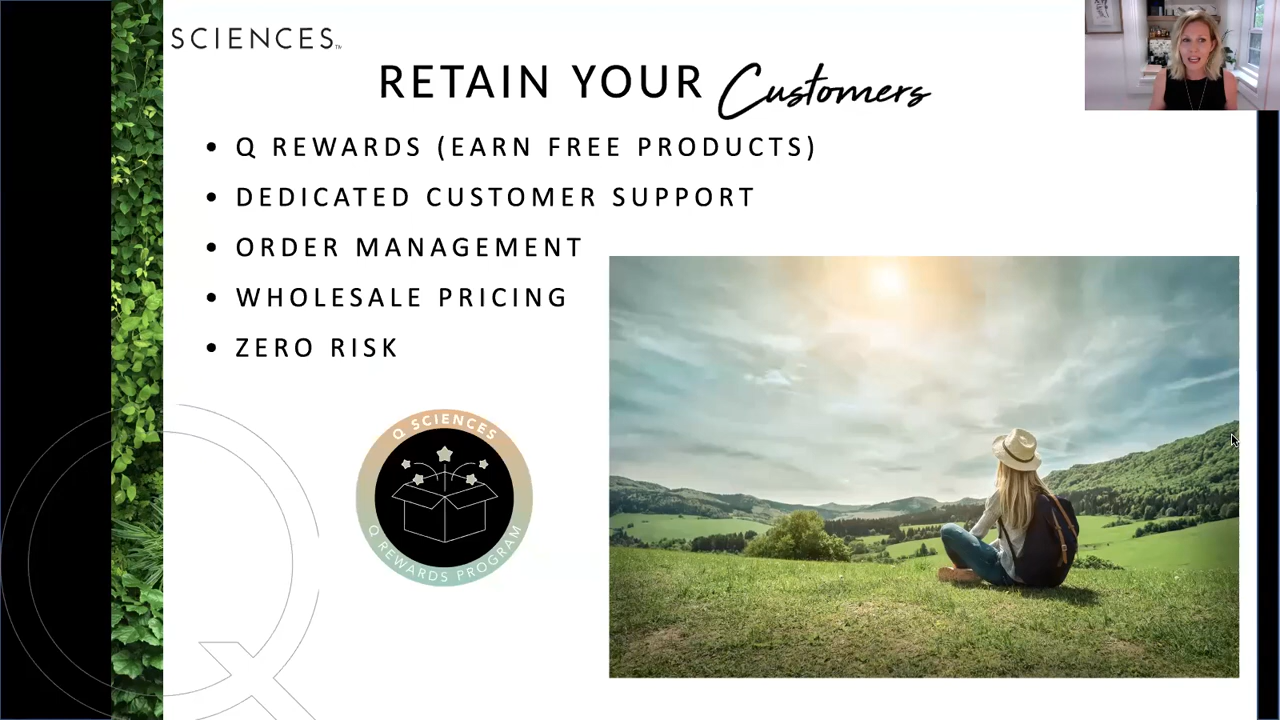 SCIENCES™
RETAIN YOUR Customers
• Q REWARDS (EARN FREE PRODUCTS)
• DEDICATED CUSTOMER SUPPORT
• ORDER MANAGEMENT
• WHOLESALE PRICING
• ZERO RISK
Q SCIENCES
Q REWARDS PROGRAM